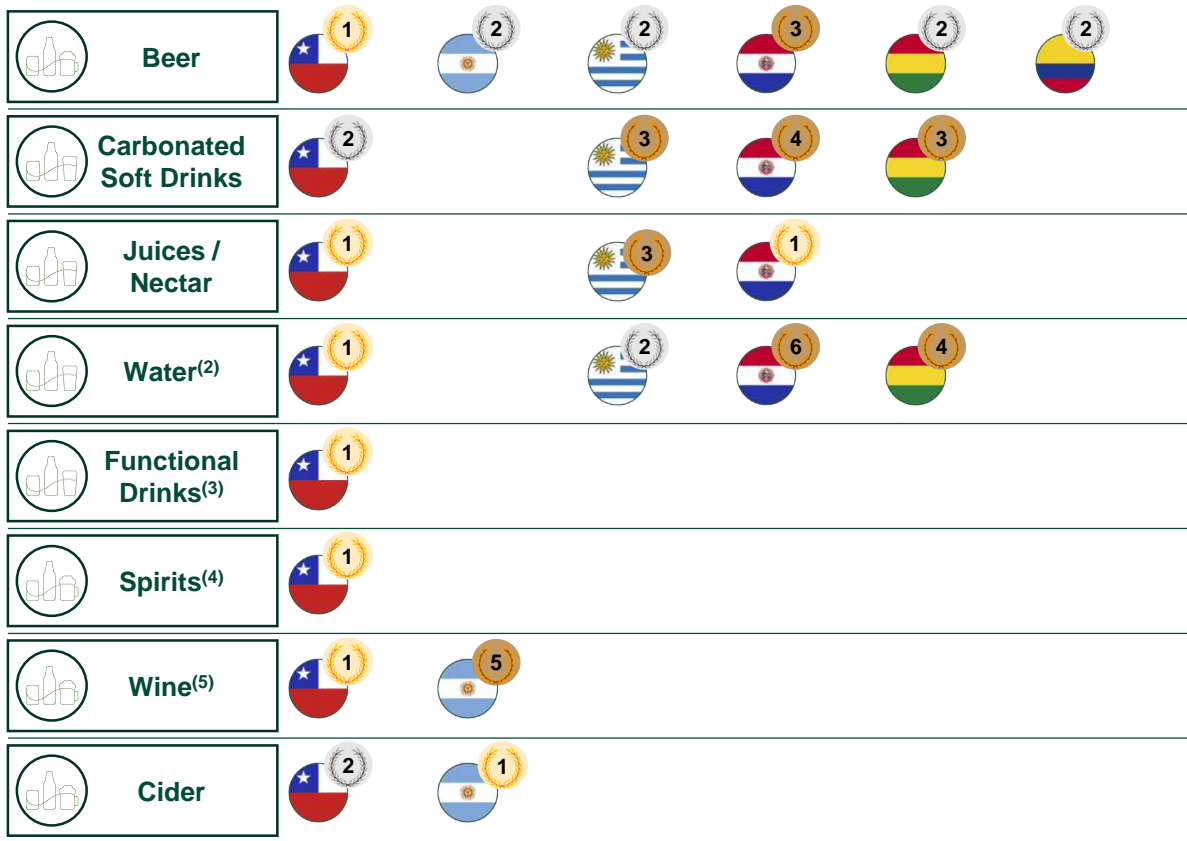 Beer
1 2 2 3 2 2
Carbonated
Soft Drinks
2 3 4 3
Juices /
Nectar
1 3 1
Water(2)
1 2 6 4
Functional
Drinks(3)
1
Spirits(4)
1
Wine(5)
1 5
Cider
2 1